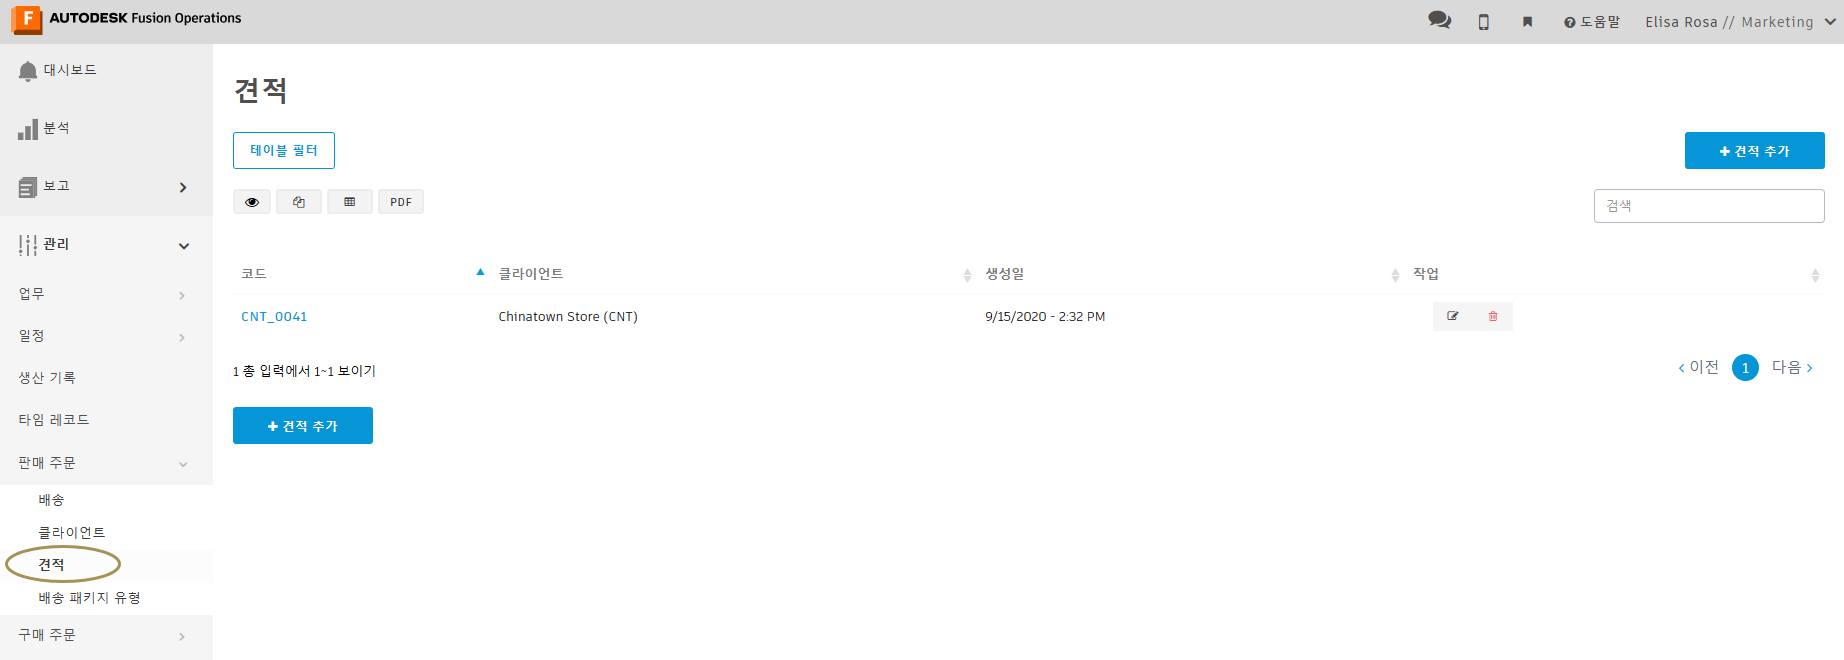 F AUTODESK Fusion Operations
도움말 Elisa Rosa // Marketing
대시보드
분석
보고
관리
업무
일정
생산 기록
타임 레코드
판매 주문
배송
클라이언트
견적
배송 패키지 유형
구매 주문
견적
테이블 필터
+ 견적 추가
PDF
검색
코드 클라이언트 생성일 작업
CNT_0041 Chinatown Store (CNT) 9/15/2020 - 2:32 PM
1 총 입력에서 1~1 보이기
‹ 이전 1 다음 ›
+ 견적 추가